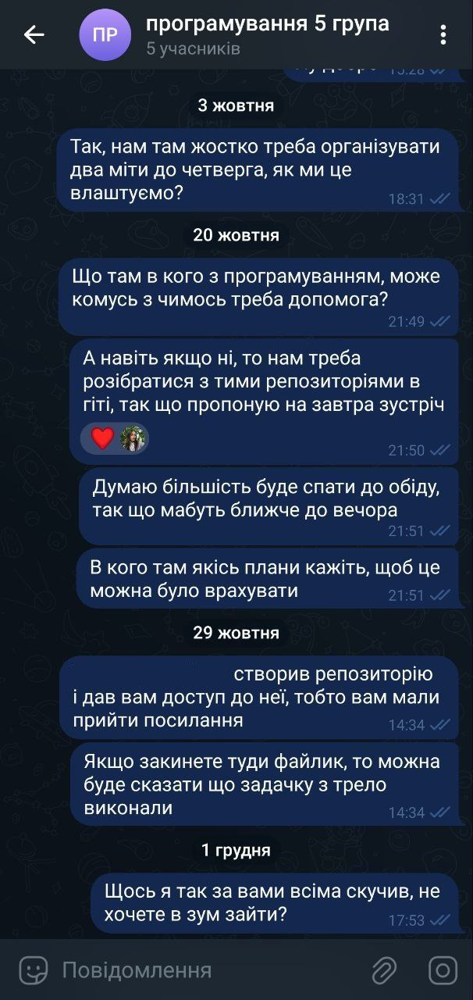 ПР
програмування 5 група
5 учасників
15:28
3 жовтня
Так, нам там жостко треба організувати
два міти до четверга, як ми це
влаштуємо?
18:31
20 жовтня
Що там в кого з програмуванням, може
комусь з чимось треба допомога?
21:49
А навіть якщо ні, то нам треба
розібратися з тими репозиторіями в
гіті, так що пропоную на завтра зустріч
21:50
Думаю більшість буде спати до обіду,
так що мабуть ближче до вечора
21:51
В кого там якісь плани кажіть, щоб це
можна було врахувати
21:51
29 жовтня
створив репозиторію
і дав вам доступ до неї, тобто вам мали
прийти посилання
14:34
Якщо закинете туди файлик, то можна
буде сказати що задачку з трело
виконали
14:34
1 грудня
Щось я так за вами всіма скучив, не
хочете в зум зайти?
17:53
Повідомлення